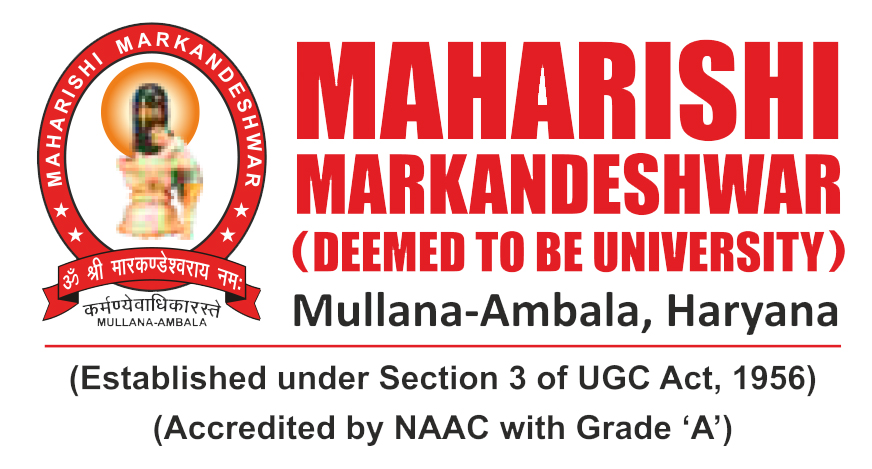 MAHARISHI MARKANDESHWAR
ॐ श्री मारकण्डेश्वराय नमः
कर्मण्येवाधिकारस्ते
MULLANA-AMBALA
MAHARISHI
MARKANDESHWAR
(DEEMED TO BE UNIVERSITY)
Mullana-Ambala, Haryana
(Established under Section 3 of UGC Act, 1956)
(Accredited by NAAC with Grade ‘A’)